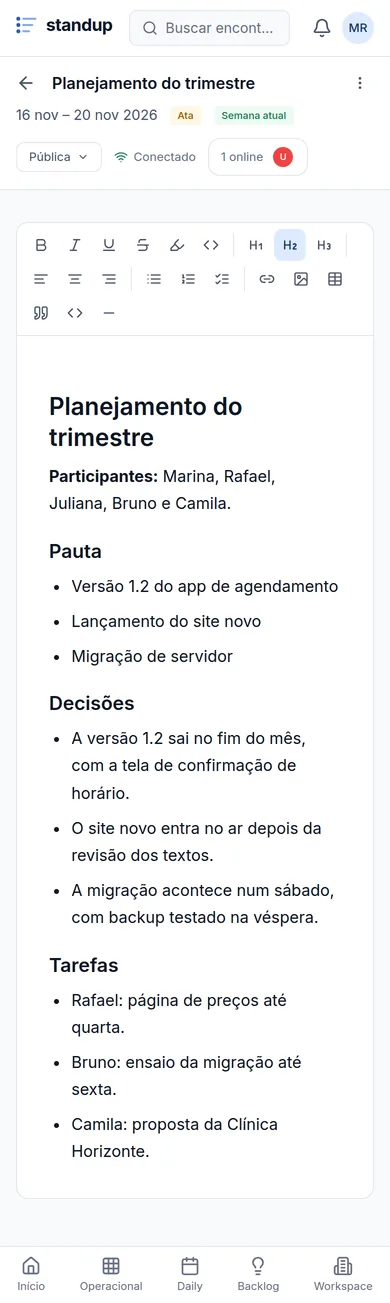 standup
Buscar encont...
MR
Planejamento do trimestre
16 nov – 20 nov 2026
Ata
Semana atual
Pública
Conectado
1 online
U
B I U S H1 H2 H3
Planejamento do
trimestre
Participantes: Marina, Rafael,
Juliana, Bruno e Camila.
Pauta
• Versão 1.2 do app de agendamento
• Lançamento do site novo
• Migração de servidor
Decisões
• A versão 1.2 sai no fim do mês,
com a tela de confirmação de
horário.
• O site novo entra no ar depois da
revisão dos textos.
• A migração acontece num sábado,
com backup testado na véspera.
Tarefas
• Rafael: página de preços até
quarta.
• Bruno: ensaio da migração até
sexta.
• Camila: proposta da Clínica
Horizonte.
Início
Operacional
Daily
Backlog
Workspace